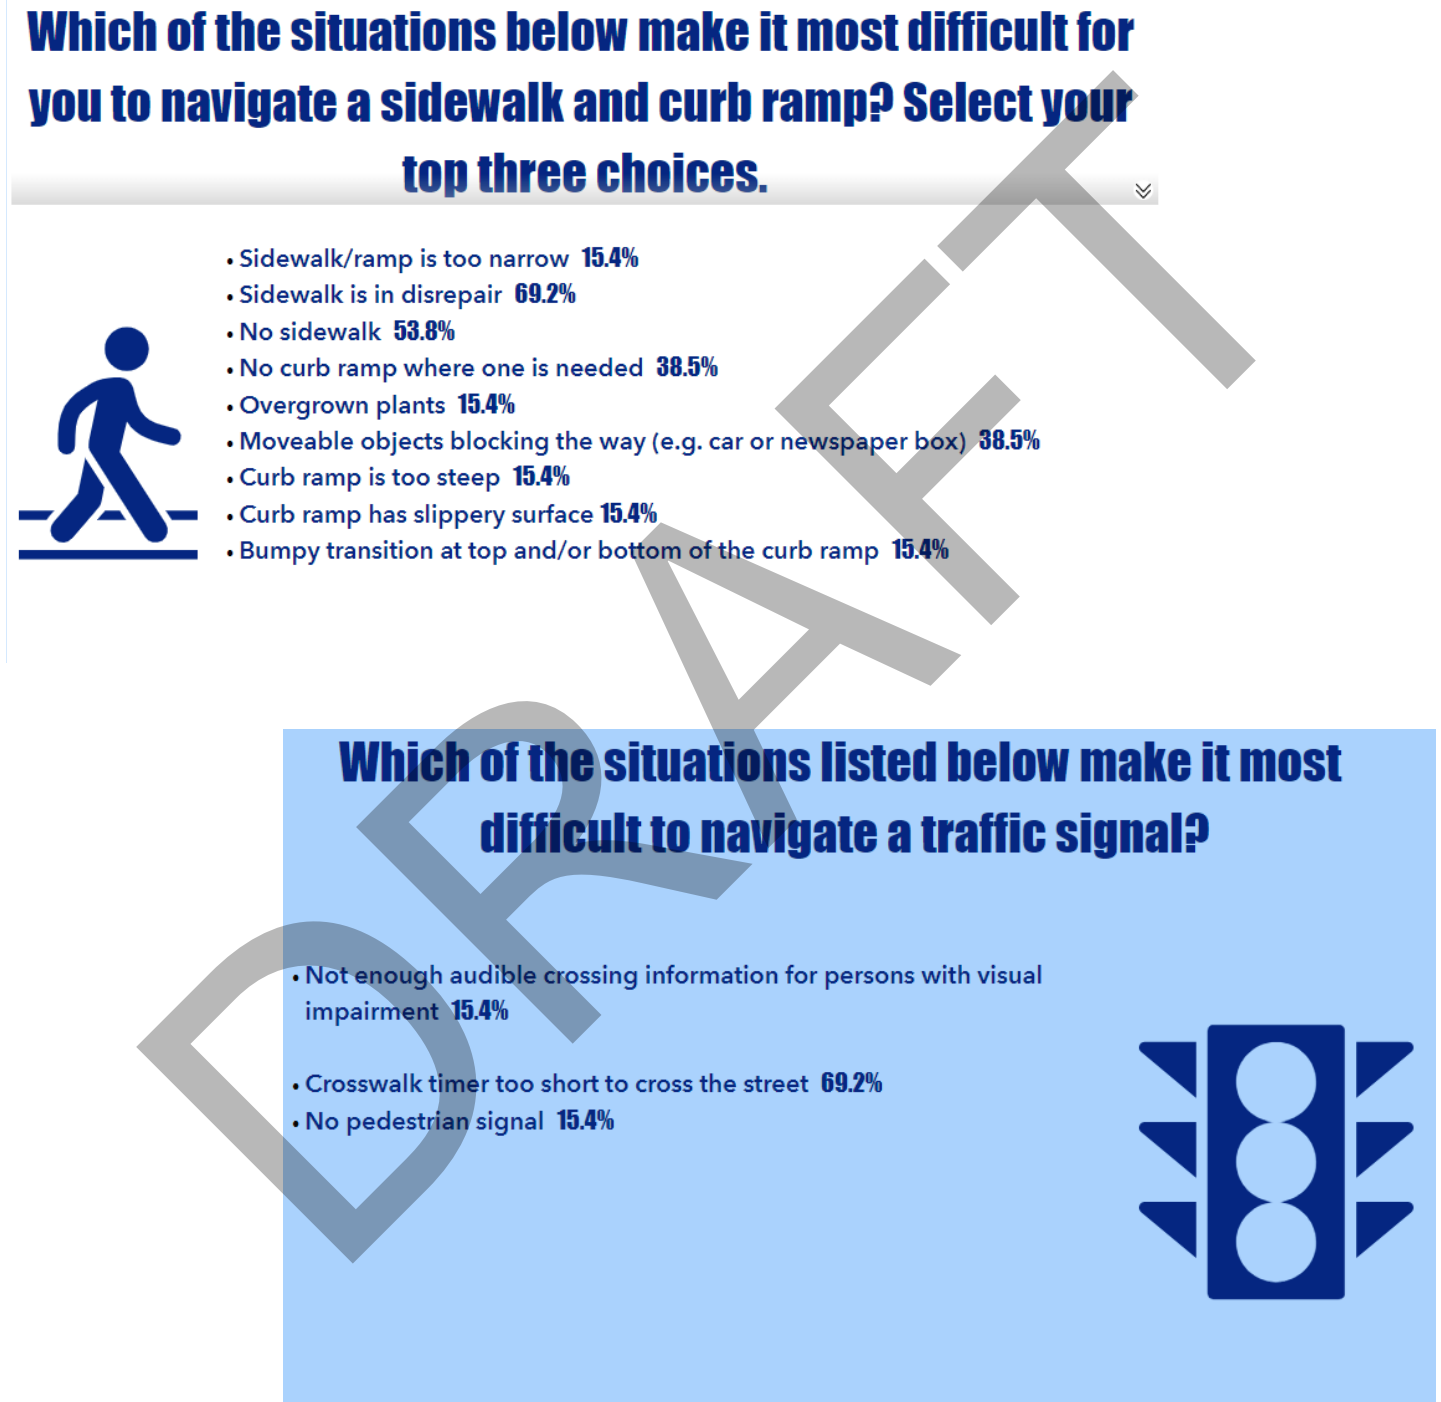 Which of the situations below make it most difficult for
you to navigate a sidewalk and curb ramp? Select your
top three choices.
• Sidewalk/ramp is too narrow 15.4%
• Sidewalk is in disrepair 69.2%
• No sidewalk 53.8%
• No curb ramp where one is needed 38.5%
• Overgrown plants 15.4%
• Moveable objects blocking the way (e.g. car or newspaper box) 38.5%
• Curb ramp is too steep 15.4%
• Curb ramp has slippery surface 15.4%
• Bumpy transition at top and/or bottom of the curb ramp 15.4%
DRAFT
Which of the situations listed below make it most
difficult to navigate a traffic signal?
• Not enough audible crossing information for persons with visual
impairment 15.4%
• Crosswalk timer too short to cross the street 69.2%
• No pedestrian signal 15.4%